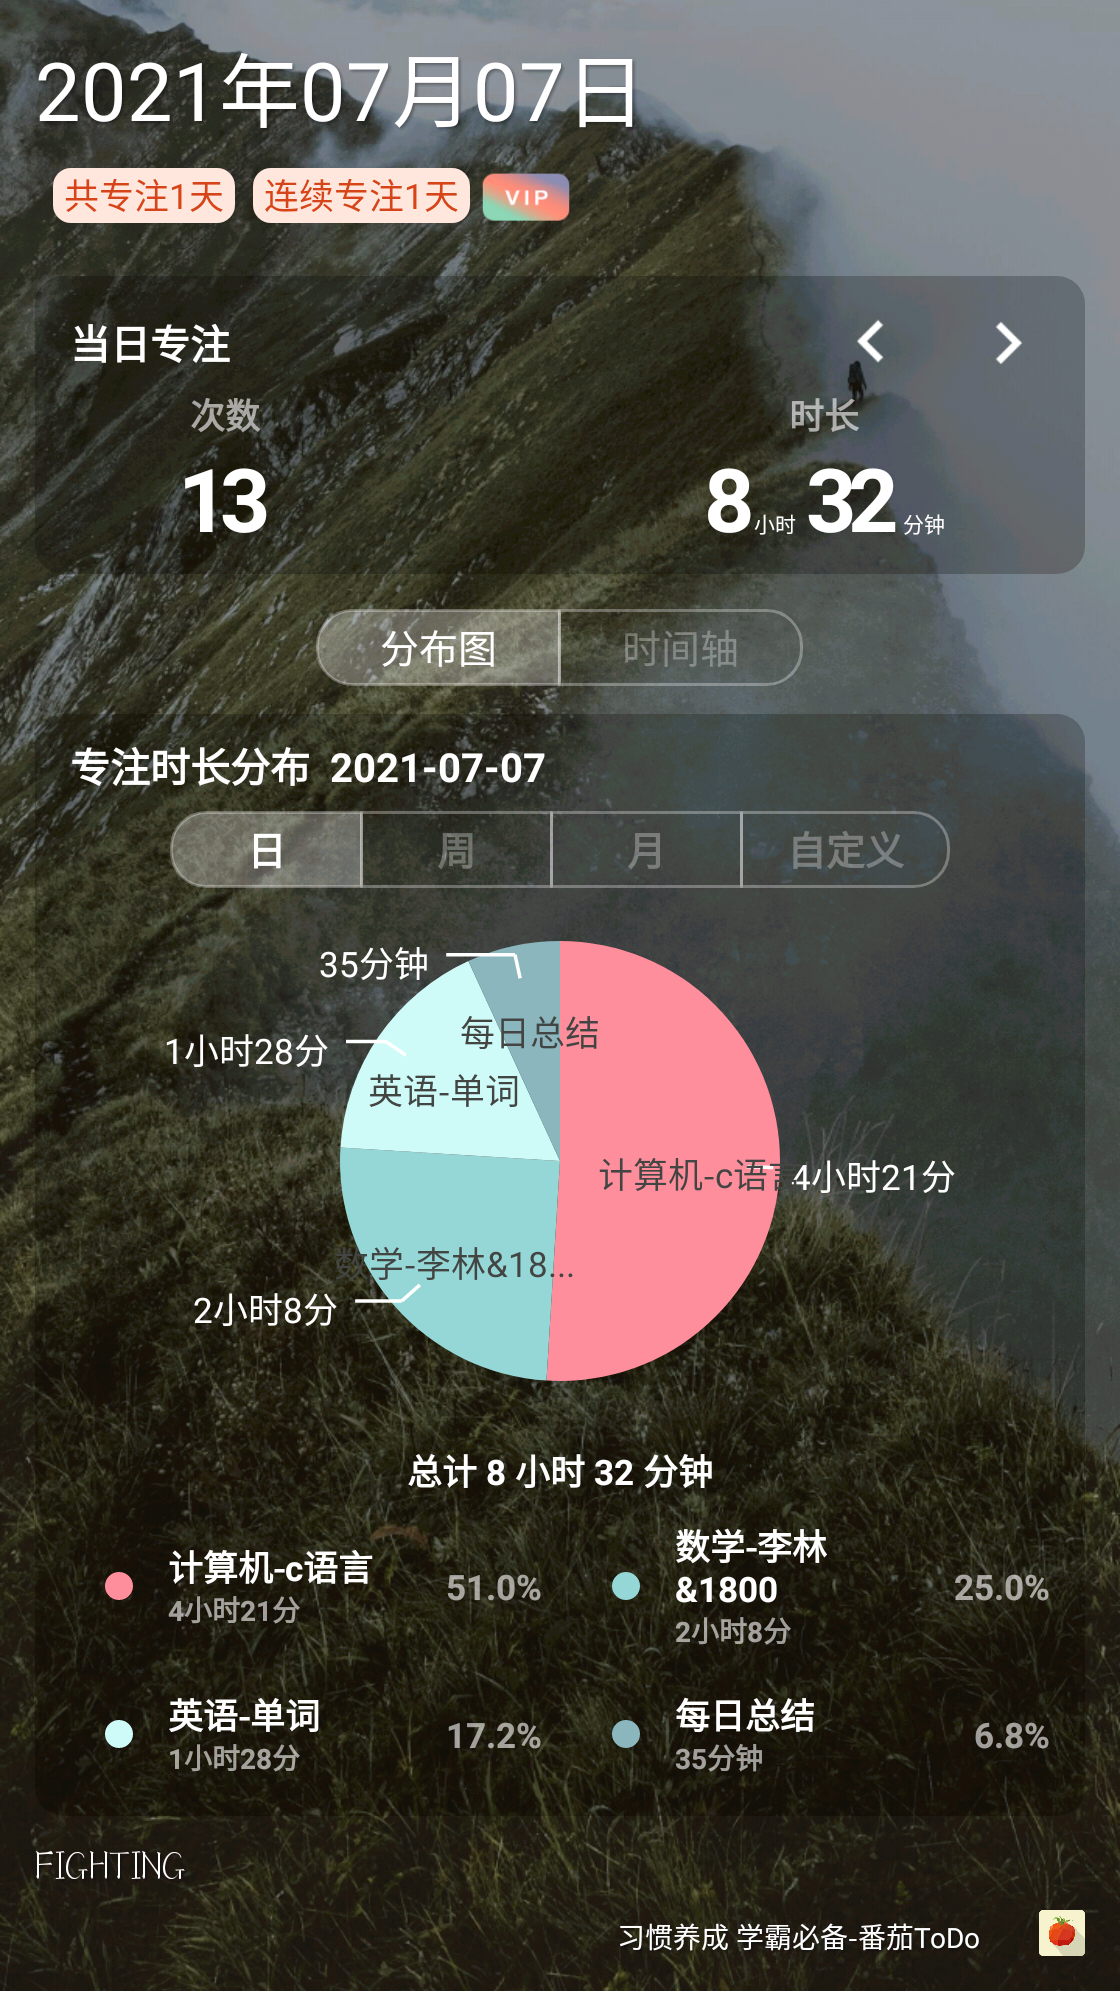 2021年07月07日
共专注1天 连续专注1天 VIP
当日专注
次数 时长
13 8小时32分钟
分布图 时间轴
专注时长分布 2021-07-07
日 周 月 自定义
35分钟
每日总结
1小时28分
英语-单词
计算机-c语言 4小时21分
数学-李林&18...
2小时8分
总计 8 小时 32 分钟
计算机-c语言 51.0%
4小时21分
数学-李林
&1800 25.0%
2小时8分
英语-单词 17.2%
1小时28分
每日总结 6.8%
35分钟
FIGHTING
习惯养成 学霸必备-番茄ToDo